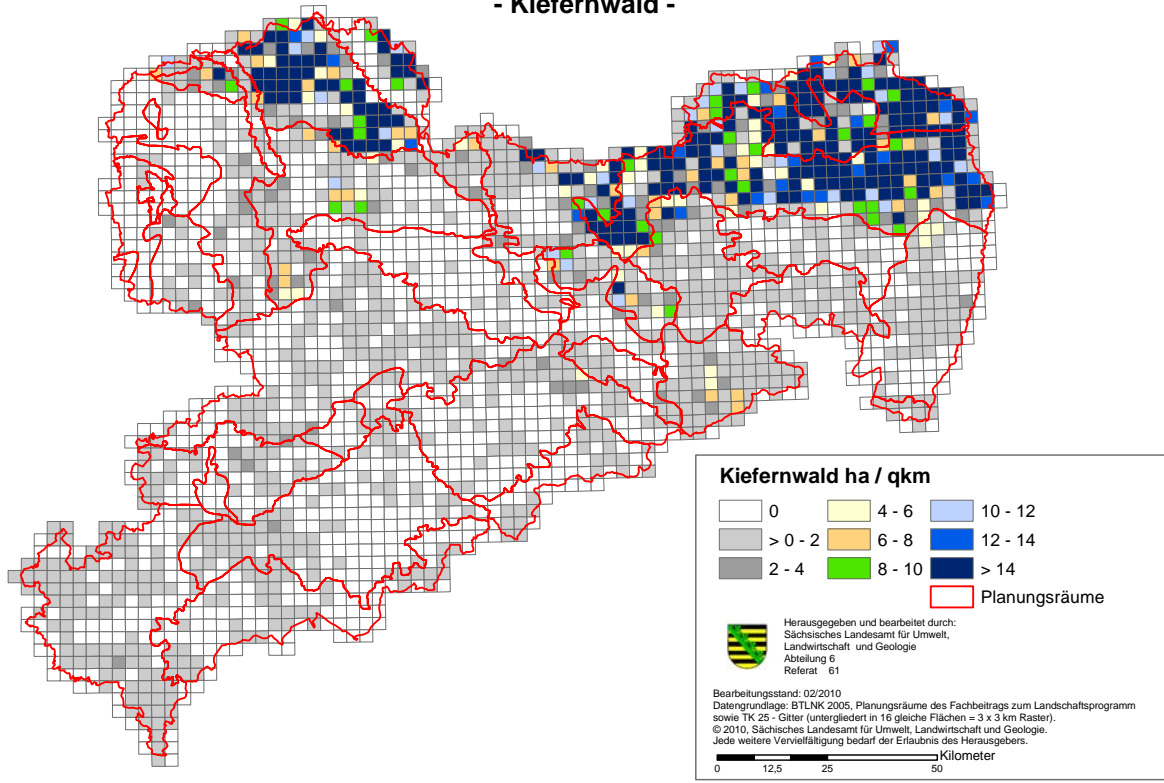 - Kiefernwald -
Kiefernwald ha / qkm
0
> 0 - 2
2 - 4
4 - 6
6 - 8
8 - 10
10 - 12
12 - 14
> 14
Planungsräume
Herausgegeben und bearbeitet durch:
Sächsisches Landesamt für Umwelt,
Landwirtschaft und Geologie
Abteilung 6
Referat 61
Bearbeitungsstand: 02/2010
Datengrundlage: BTLNK 2005, Planungsräume des Fachbeitrags zum Landschaftsprogramm
sowie TK 25 - Gitter (untergliedert in 16 gleiche Flächen = 3 x 3 km Raster).
© 2010, Sächisches Landesamt für Umwelt, Landwirtschaft und Geologie.
Jede weitere Vervielfältigung bedarf der Erlaubnis des Herausgebers.
Kilometer
0 12,5 25 50